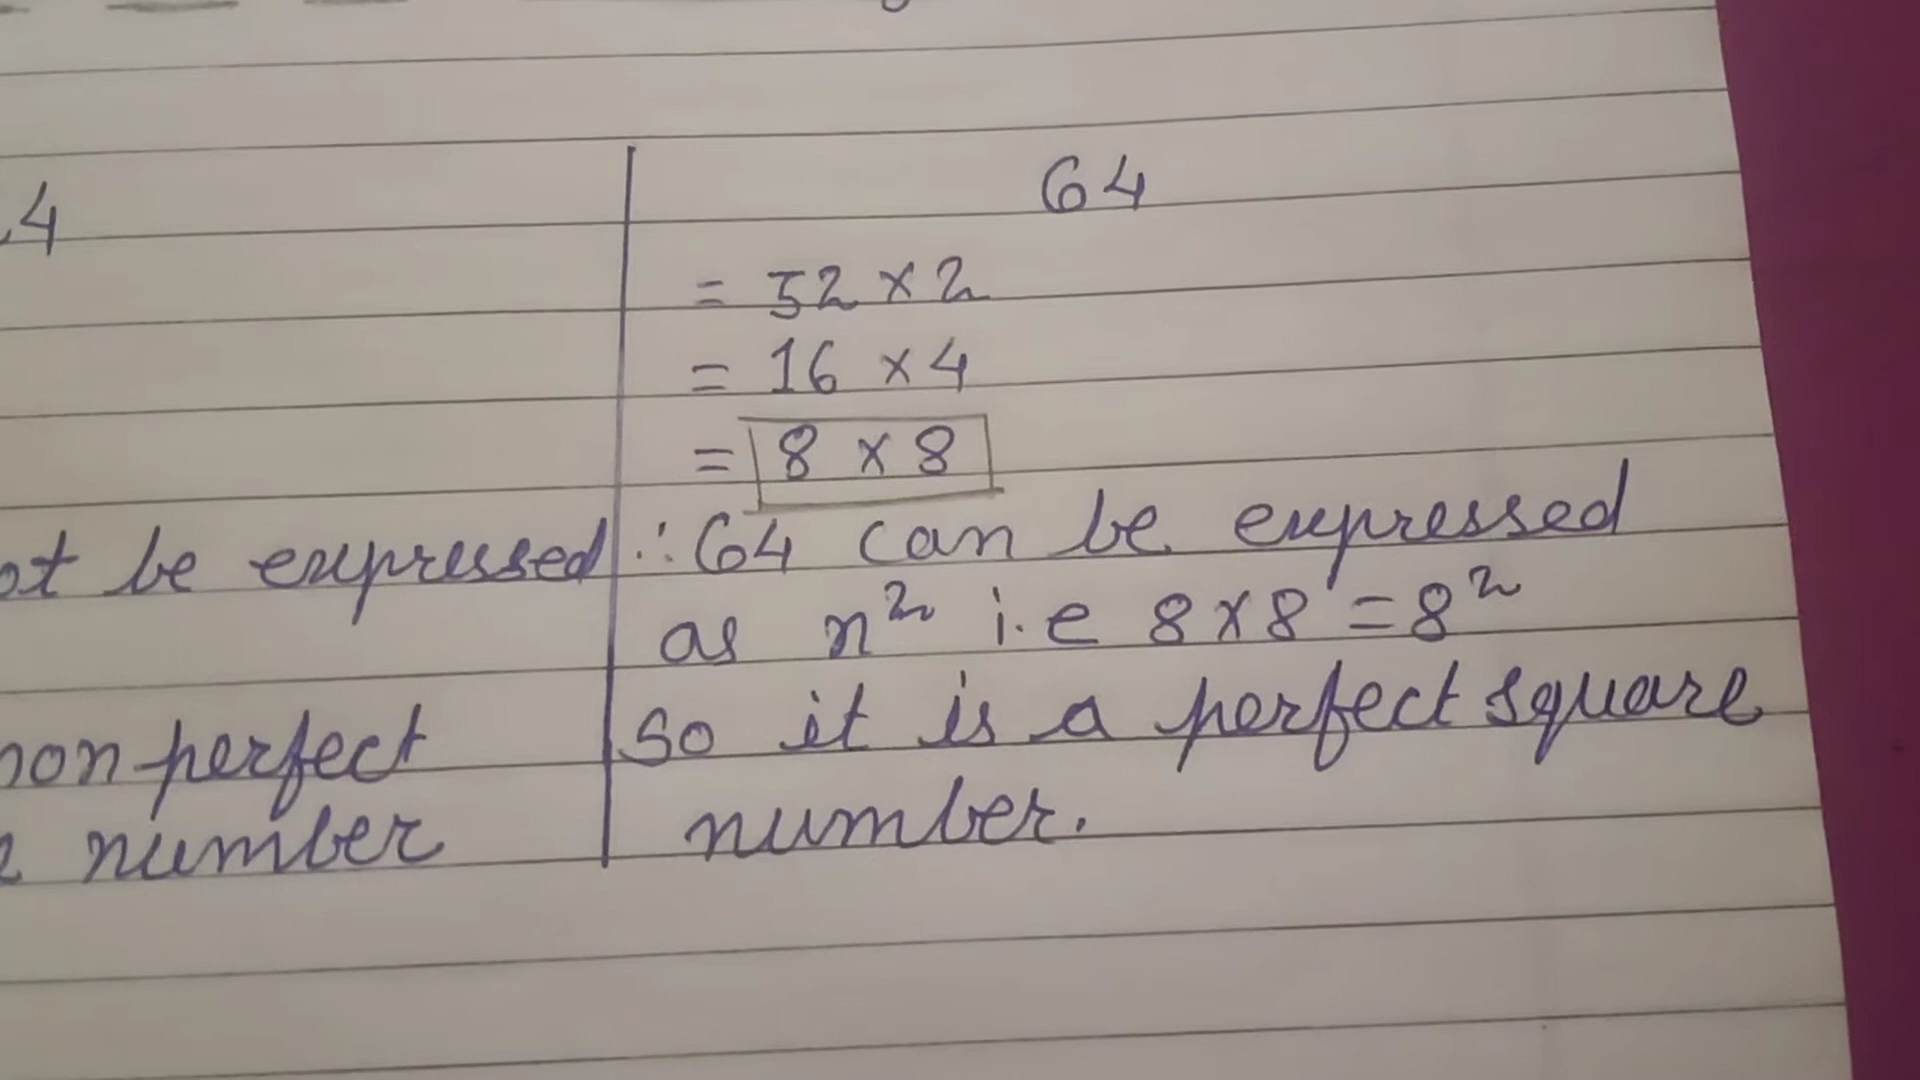 4
= 32 × 2
= 16 × 4
= 8 × 8
be expressed
non perfect
number
64
∴ 64 can be expressed
as n² i.e 8×8 = 8²
so it is a perfect square
number.